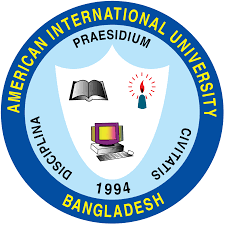 AMERICAN INTERNATIONAL UNIVERSITY
PRAESIDIUM
DISCIPLINA
CIVITATIS
1994
BANGLADESH